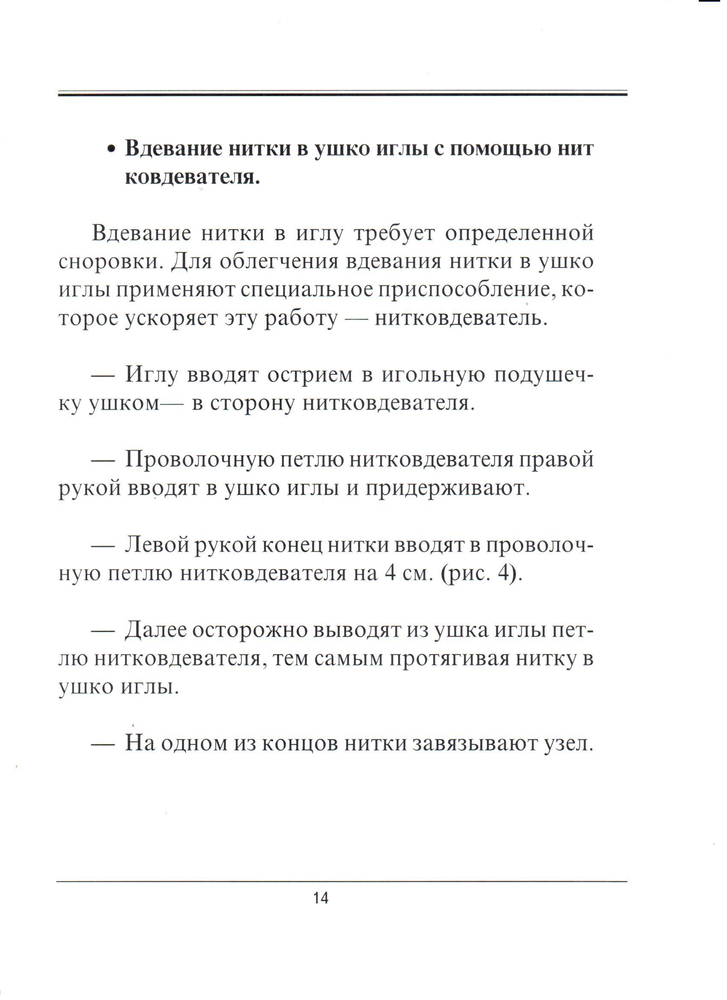 • Вдевание нитки в ушко иглы с помощью нит
ковдевателя.
Вдевание нитки в иглу требует определенной
сноровки. Для облегчения вдевания нитки в ушко
иглы применяют специальное приспособление, ко-
торое ускоряет эту работу — нитковдеватель.
— Иглу вводят острием в игольную подушеч-
ку ушком— в сторону нитковдевателя.
— Проволочную петлю нитковдевателя правой
рукой вводят в ушко иглы и придерживают.
— Левой рукой конец нитки вводят в проволоч-
ную петлю нитковдевателя на 4 см. (рис. 4).
— Далее осторожно выводят из ушка иглы пет-
лю нитковдевателя, тем самым протягивая нитку в
ушко иглы.
— На одном из концов нитки завязывают узел.
14